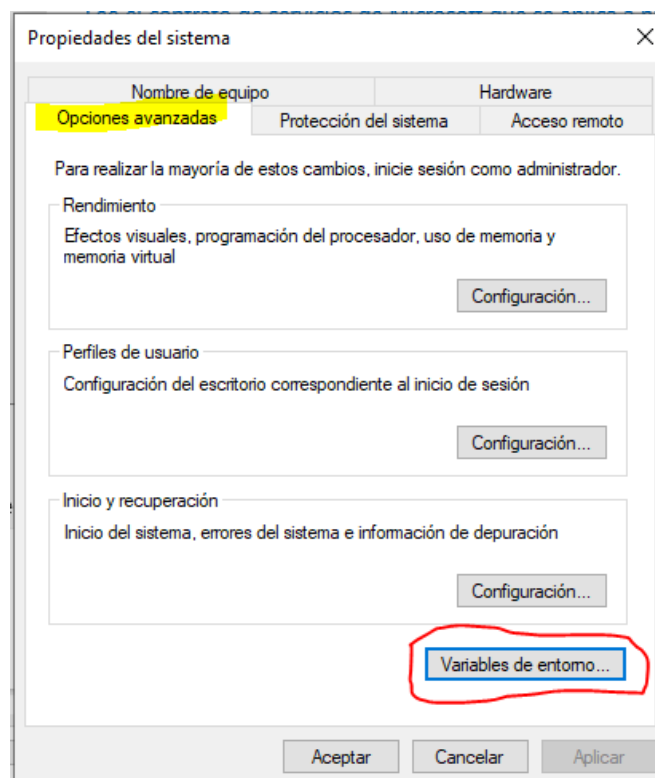 Propiedades del sistema
Nombre de equipo
Hardware
Opciones avanzadas
Protección del sistema
Acceso remoto
Para realizar la mayoría de estos cambios, inicie sesión como administrador.
Rendimiento
Efectos visuales, programación del procesador, uso de memoria y
memoria virtual
Configuración...
Perfiles de usuario
Configuración del escritorio correspondiente al inicio de sesión
Configuración...
Inicio y recuperación
Inicio del sistema, errores del sistema e información de depuración
Configuración...
Variables de entorno...
Aceptar
Cancelar
Aplicar